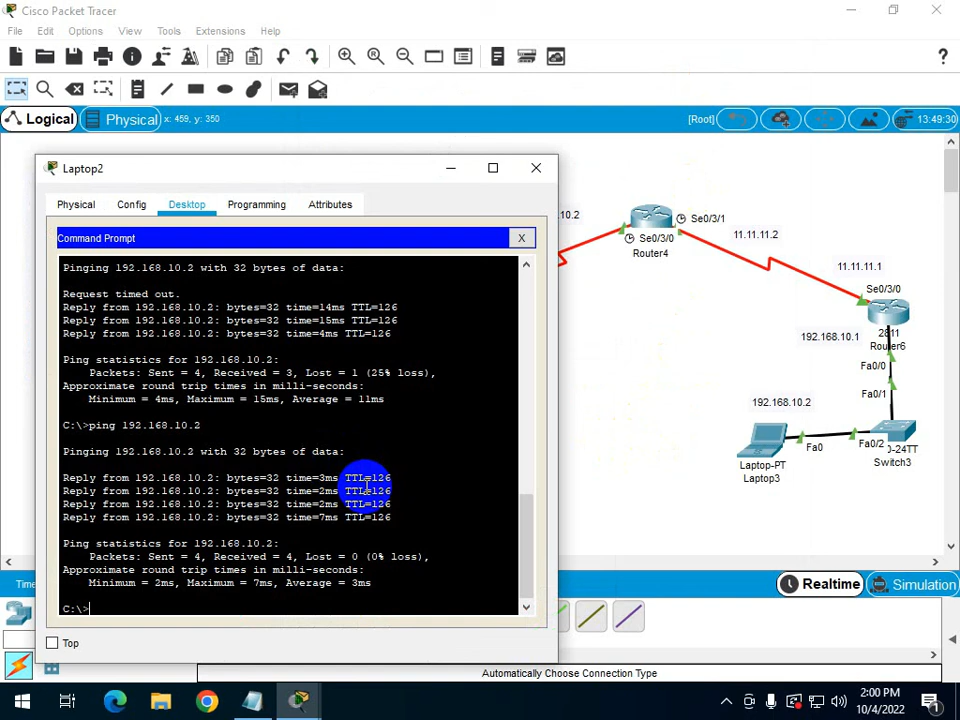 Cisco Packet Tracer
File Edit Options View Tools Extensions Help
?
Logical Physical x: 459, y: 350 [Root] 13:49:30
Laptop2
Physical Config Desktop Programming Attributes
Command Prompt X
Pinging 192.168.10.2 with 32 bytes of data:
Request timed out.
Reply from 192.168.10.2: bytes=32 time=14ms TTL=126
Reply from 192.168.10.2: bytes=32 time=15ms TTL=126
Reply from 192.168.10.2: bytes=32 time=4ms TTL=126
Ping statistics for 192.168.10.2:
Packets: Sent = 4, Received = 3, Lost = 1 (25% loss),
Approximate round trip times in milli-seconds:
Minimum = 4ms, Maximum = 15ms, Average = 11ms
C:\>ping 192.168.10.2
Pinging 192.168.10.2 with 32 bytes of data:
Reply from 192.168.10.2: bytes=32 time=3ms TTL=126
Reply from 192.168.10.2: bytes=32 time=2ms TTL=126
Reply from 192.168.10.2: bytes=32 time=2ms TTL=126
Reply from 192.168.10.2: bytes=32 time=7ms TTL=126
Ping statistics for 192.168.10.2:
Packets: Sent = 4, Received = 4, Lost = 0 (0% loss),
Approximate round trip times in milli-seconds:
Minimum = 2ms, Maximum = 7ms, Average = 3ms
C:\>
Top
10.2
Se0/3/1
Se0/3/0
Router4
11.11.11.2
11.11.11.1
Se0/3/0
192.168.10.1
2811
Router6
Fa0/0
Fa0/1
192.168.10.2
Fa0
Fa0/2
0-24TT
Switch3
Laptop-PT
Laptop3
Time
Realtime Simulation
Automatically Choose Connection Type
2:00 PM
10/4/2022
1